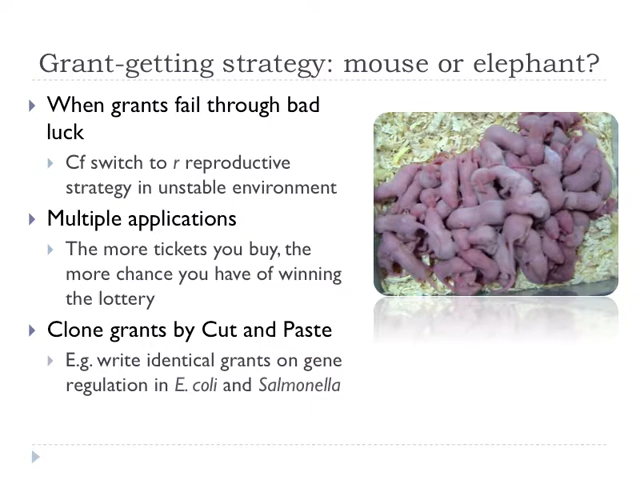 Grant-getting strategy: mouse or elephant?
When grants fail through bad
luck
Cf switch to r reproductive
strategy in unstable environment
Multiple applications
The more tickets you buy, the
more chance you have of winning
the lottery
Clone grants by Cut and Paste
E.g. write identical grants on gene
regulation in E. coli and Salmonella